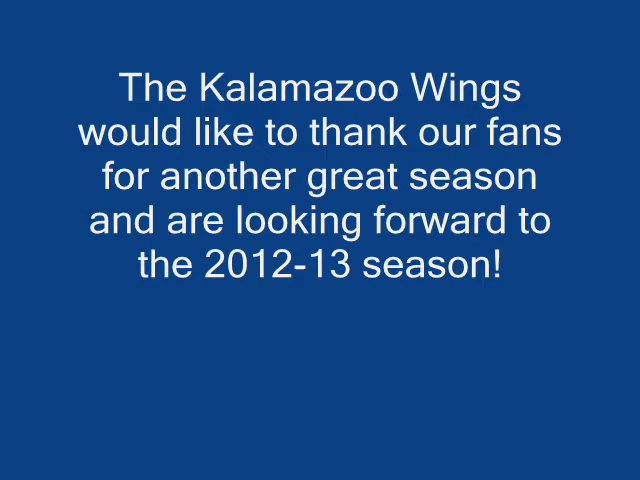 The Kalamazoo Wings
would like to thank our fans
for another great season
and are looking forward to
the 2012-13 season!